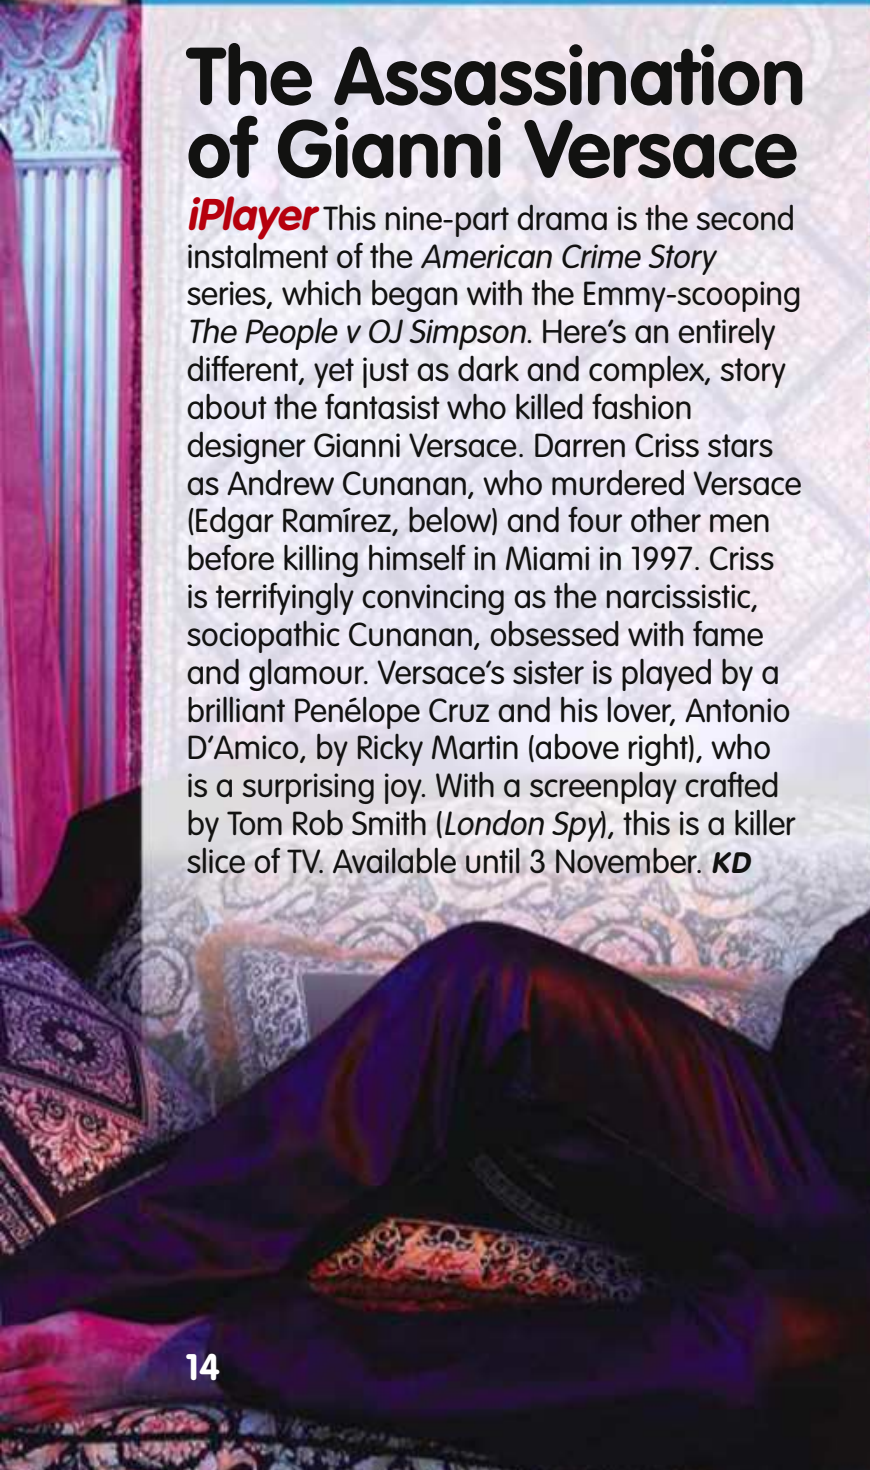 The Assassination
of Gianni Versace
iPlayer This nine-part drama is the second
instalment of the American Crime Story
series, which began with the Emmy-scooping
The People v OJ Simpson. Here’s an entirely
different, yet just as dark and complex, story
about the fantasist who killed fashion
designer Gianni Versace. Darren Criss stars
as Andrew Cunanan, who murdered Versace
(Edgar Ramírez, below) and four other men
before killing himself in Miami in 1997. Criss
is terrifyingly convincing as the narcissistic,
sociopathic Cunanan, obsessed with fame
and glamour. Versace’s sister is played by a
brilliant Penélope Cruz and his lover, Antonio
D’Amico, by Ricky Martin (above right), who
is a surprising joy. With a screenplay crafted
by Tom Rob Smith (London Spy), this is a killer
slice of TV. Available until 3 November. KD
14